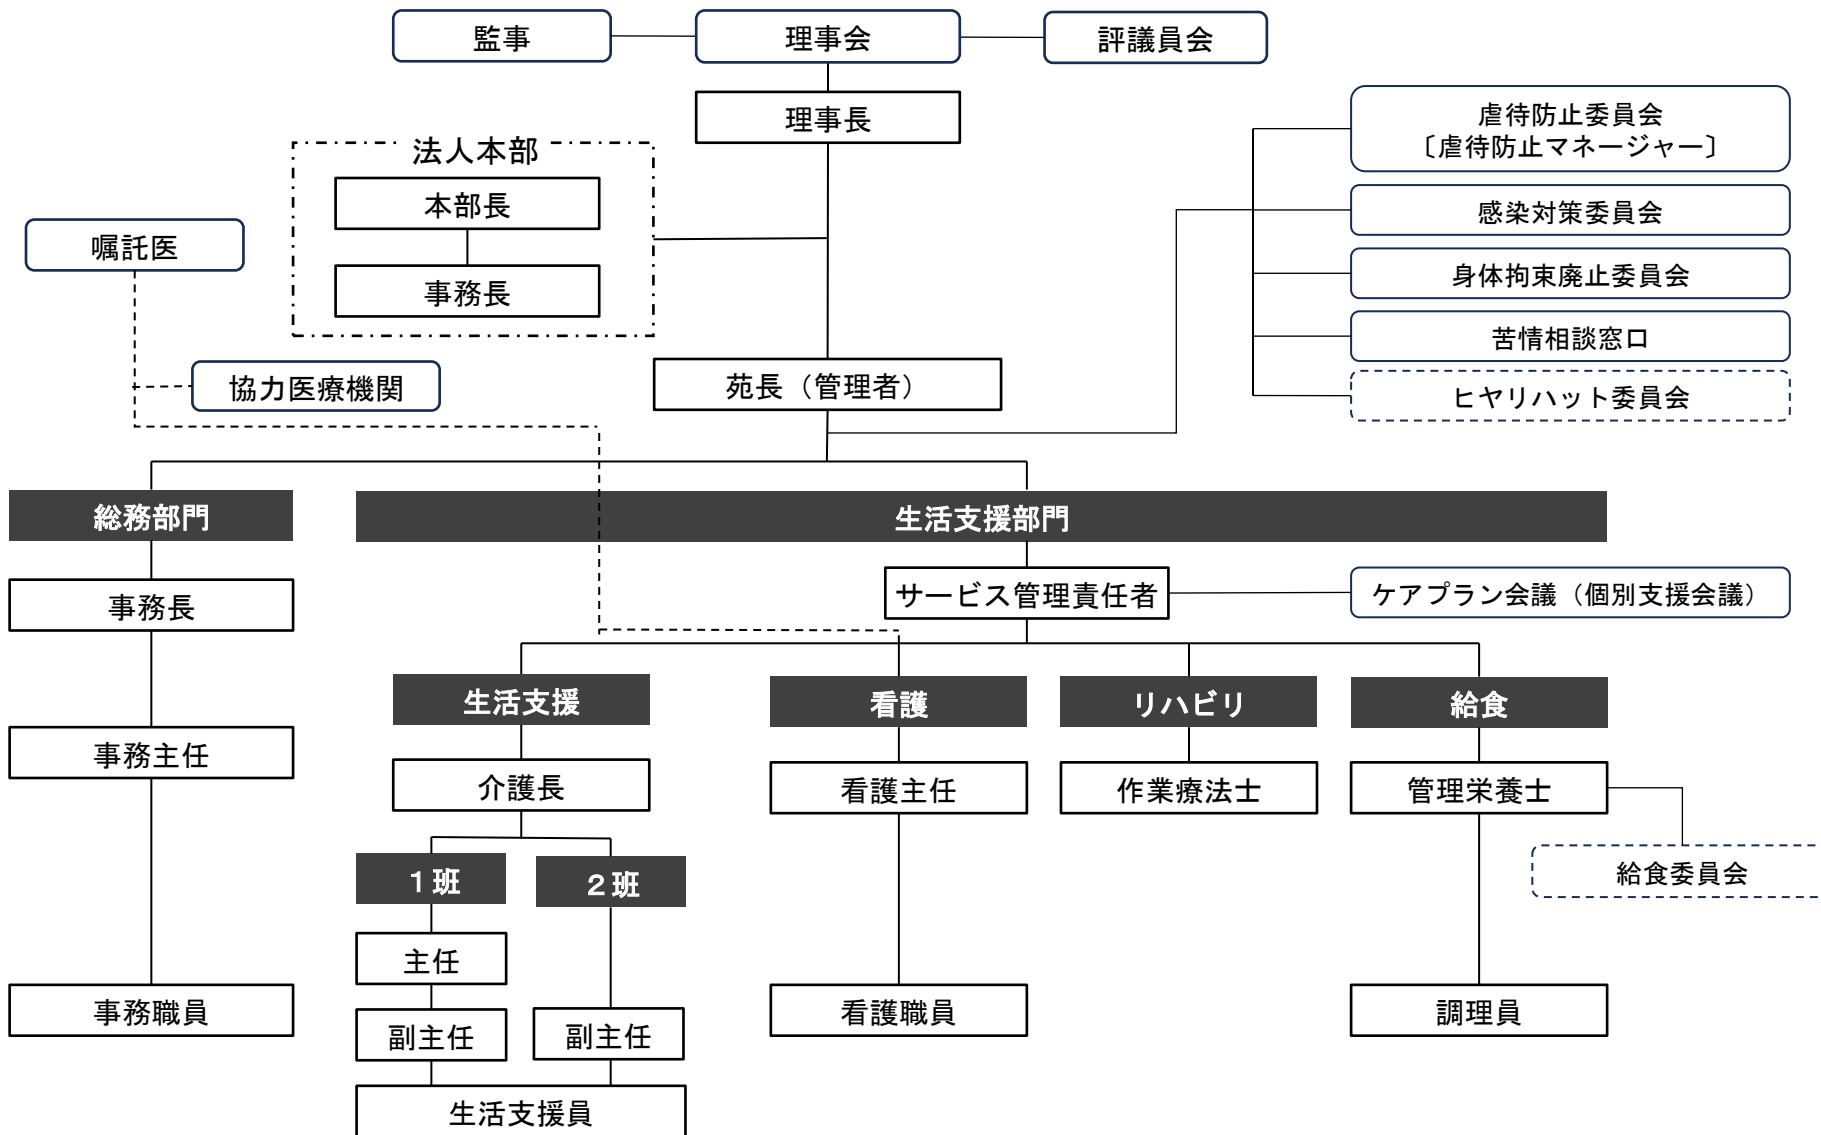 監事
理事会
評議員会
理事長
虐待防止委員会
〔虐待防止マネージャー〕
法人本部
本部長
感染対策委員会
嘱託医
身体拘束廃止委員会
事務長
苦情相談窓口
協力医療機関
苑長（管理者）
ヒヤリハット委員会
総務部門
生活支援部門
事務長
サービス管理責任者
ケアプラン会議（個別支援会議）
生活支援
看護
リハビリ
給食
事務主任
介護長
看護主任
作業療法士
管理栄養士
１班
２班
給食委員会
主任
事務職員
副主任
副主任
看護職員
調理員
生活支援員